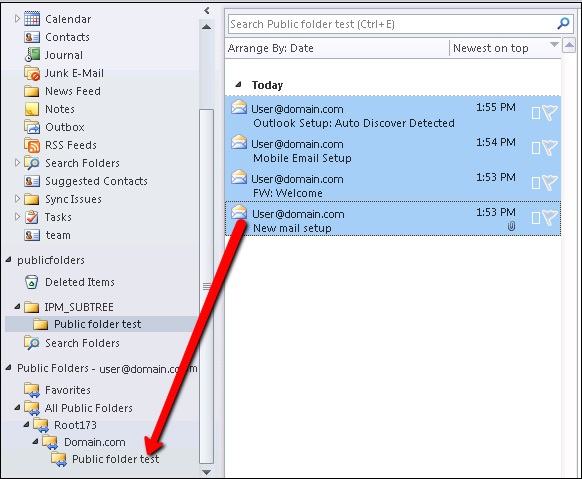 Calendar
Contacts
Journal
Junk E-Mail
News Feed
Notes
Outbox
RSS Feeds
Search Folders
Suggested Contacts
Sync Issues
Tasks
team
publicfolders
Deleted Items
IPM_SUBTREE
Public folder test
Search Folders
Public Folders - user@domain.com
Favorites
All Public Folders
Root173
Domain.com
Public folder test
Search Public folder test (Ctrl+E)
Arrange By: Date Newest on top
Today
User@domain.com 1:55 PM
Outlook Setup: Auto Discover Detected
User@domain.com 1:54 PM
Mobile Email Setup
User@domain.com 1:53 PM
FW: Welcome
User@domain.com 1:53 PM
New mail setup